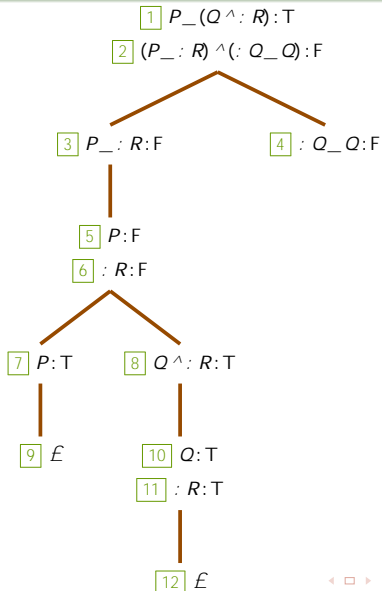 1 P_(Q ^ : R) : T
2 (P_ : R) ^ (: Q_Q) : F
3 P_ : R : F 4 : Q_Q : F
5 P : F
6 : R : F
7 P : T 8 Q ^ : R : T
9 £ 10 Q : T
11 : R : T
12 £